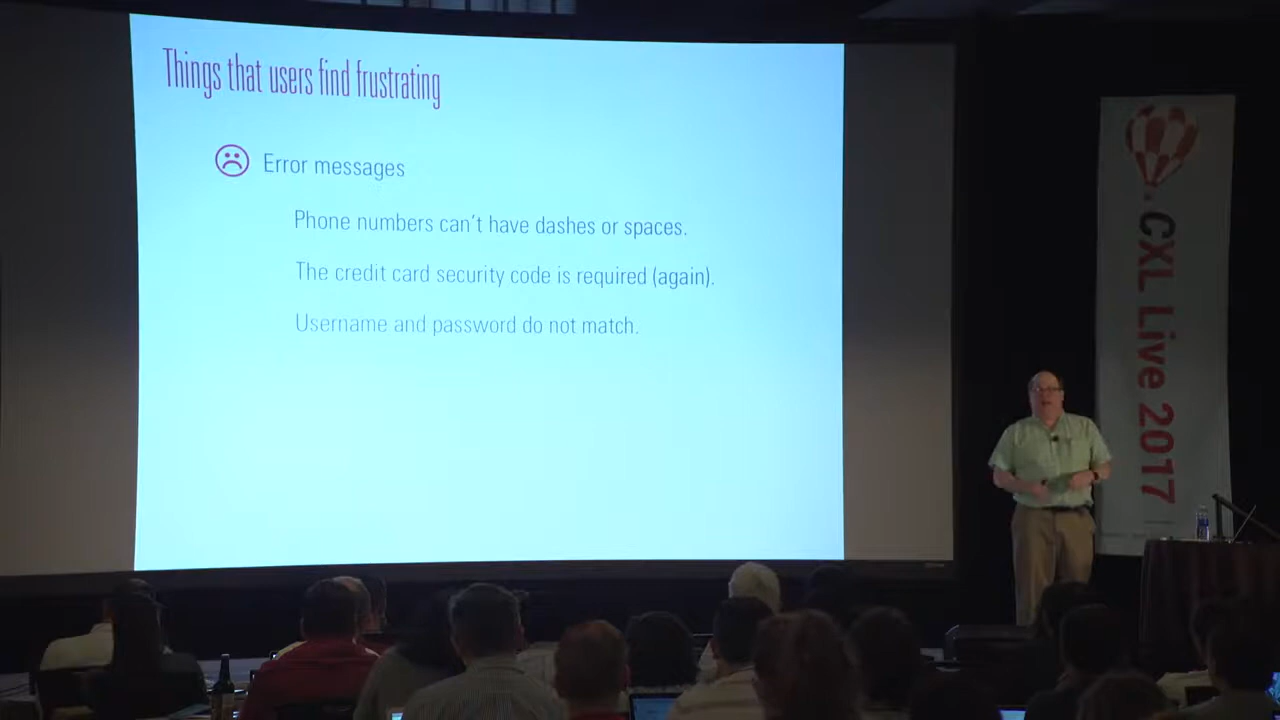 Things that users find frustrating
Error messages
Phone numbers can't have dashes or spaces.
The credit card security code is required (again).
Username and password do not match.
CXL Live 2017